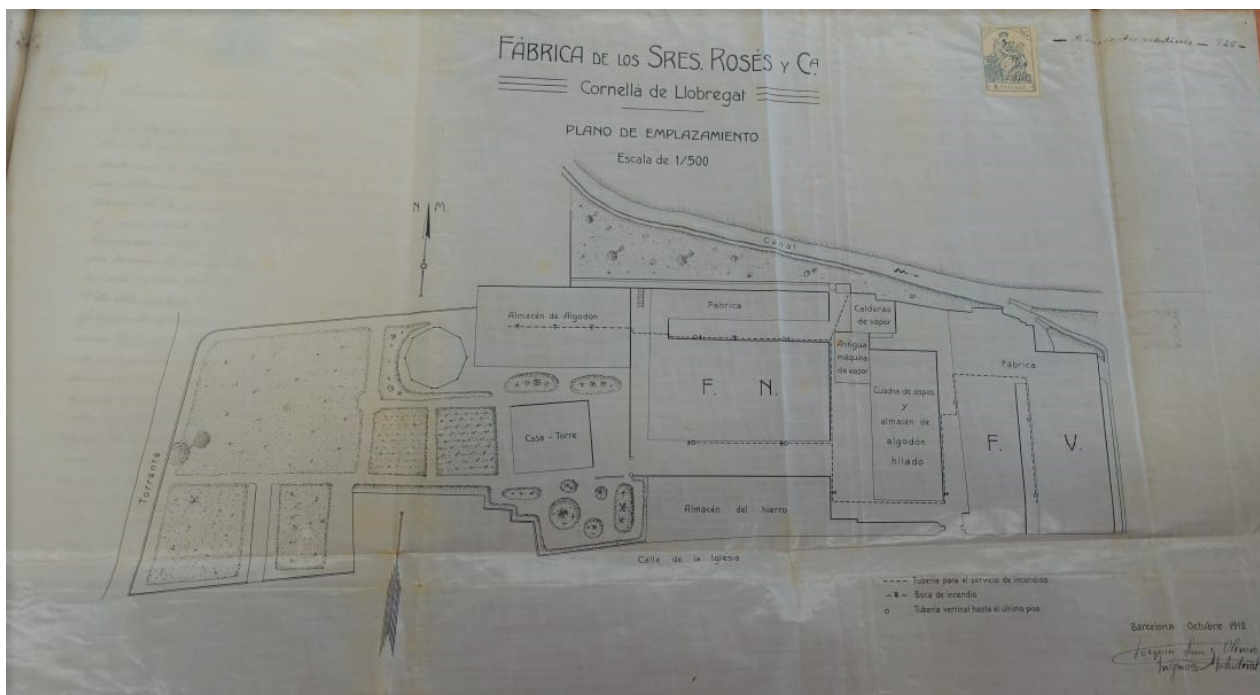 FÁBRICA DE LOS SRES. ROSÉS Y Cª
Cornellá de Llobregat
PLANO DE EMPLAZAMIENTO
Escala de 1/500
N. M.
Canal
Almacén de Algodón
Fábrica
Calderas
de vapor
Antigua
máquina
de vapor
Fábrica
F. N.
Cuadra de aspas
y
almacén de
algodón
hilado
F. V.
Casa - Torre
Torrente
Almacén del hierro
Calle de la Iglesia
Tubería para el servicio de incendios
Boca de incendio
Tubería vertical hasta el último piso
Barcelona Octubre 1912
Joaquín
Industrial